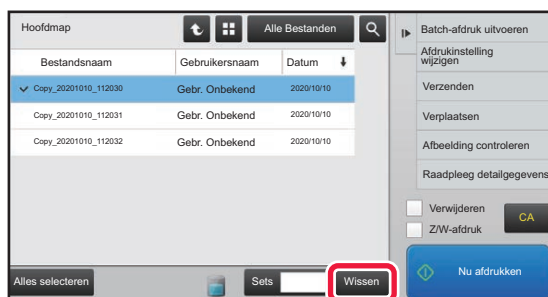 Hoofdmap
Alle Bestanden
Bestandsnaam Gebruikersnaam Datum
Copy_20201010_112030 Gebr. Onbekend 2020/10/10
Copy_20201010_112031 Gebr. Onbekend 2020/10/10
Copy_20201010_112032 Gebr. Onbekend 2020/10/10
Alles selecteren
Sets
Wissen
Batch-afdruk uitvoeren
Afdrukinstelling
wijzigen
Verzenden
Verplaatsen
Afbeelding controleren
Raadpleeg detailgegevens
Verwijderen
Z/W-afdruk
CA
Nu afdrukken